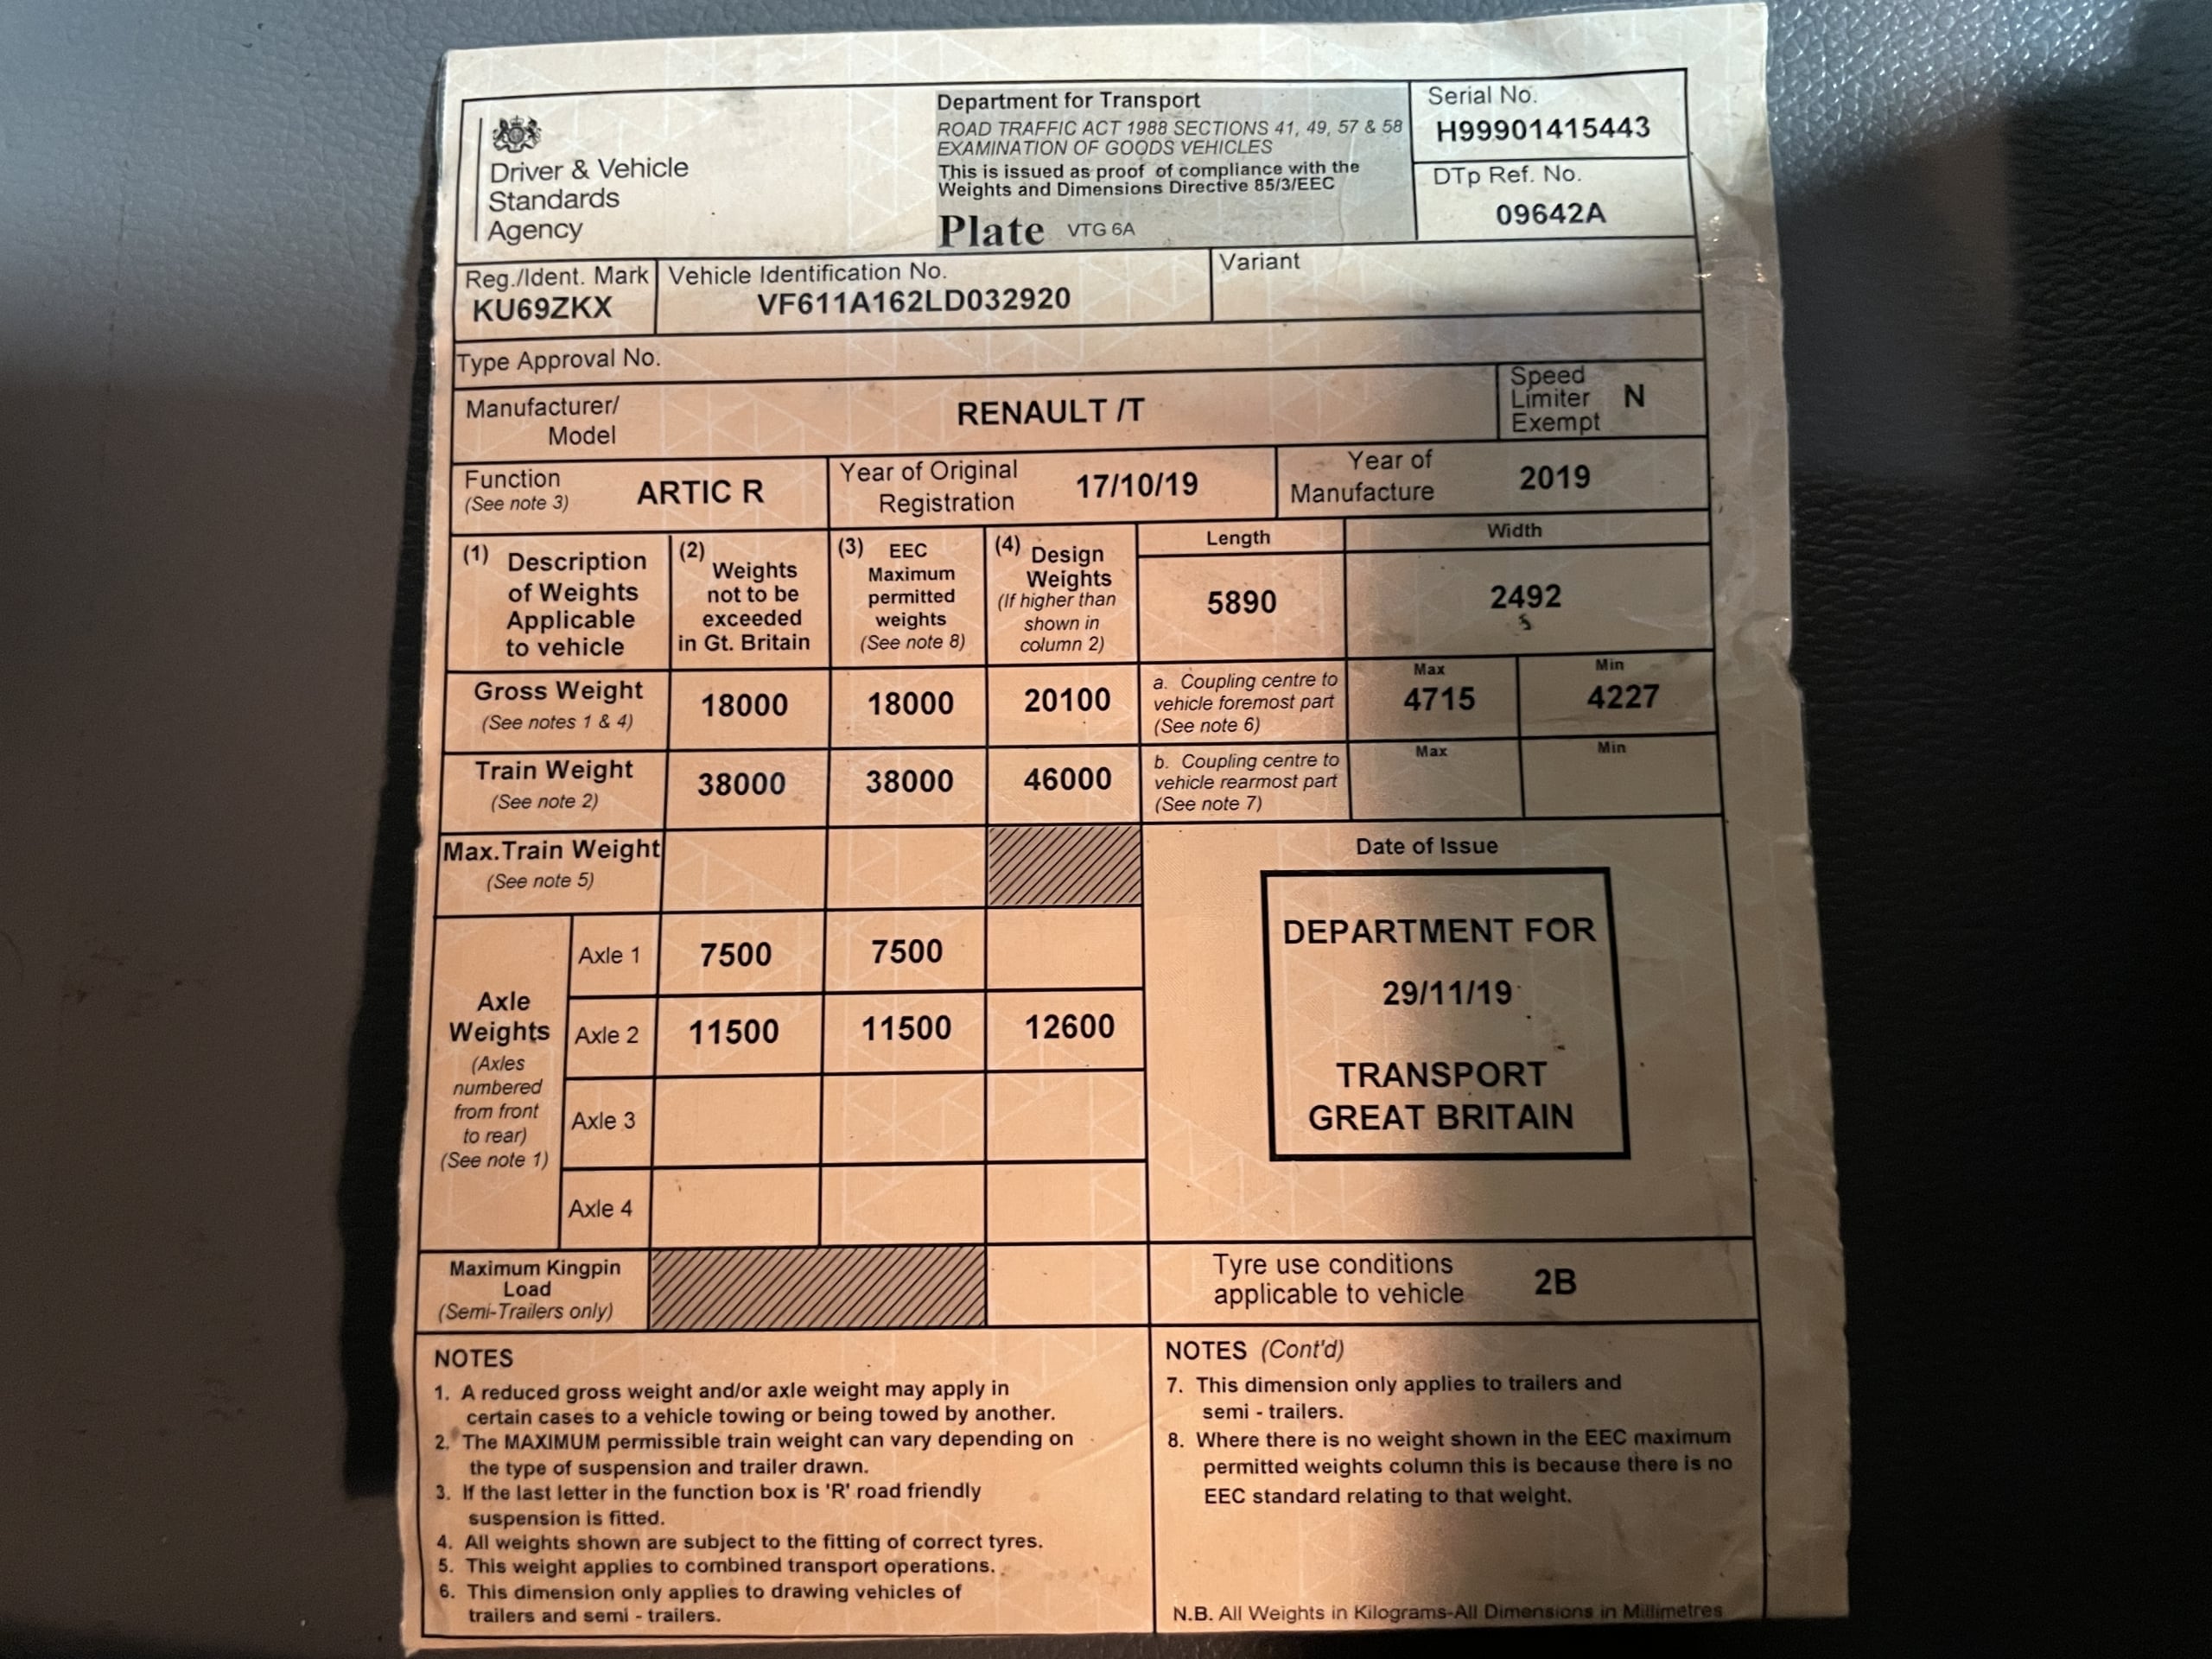 Driver & Vehicle
Standards
Agency
Department for Transport
ROAD TRAFFIC ACT 1988 SECTIONS 41, 49, 57 & 58
EXAMINATION OF GOODS VEHICLES
This is issued as proof of compliance with the
Weights and Dimensions Directive 85/3/EEC
Plate VTG 6A
Serial No.
H99901415443
DTp Ref. No.
09642A
Reg./Ident. Mark
KU69ZKX
Vehicle Identification No.
VF611A162LD032920
Variant
Type Approval No.
Manufacturer/
Model
RENAULT /T
Speed
Limiter
Exempt
N
Function
(See note 3)
ARTIC R
Year of Original
Registration
17/10/19
Year of
Manufacture
2019
(1) Description
of Weights
Applicable
to vehicle
(2) Weights
not to be
exceeded
in Gt. Britain
(3) EEC
Maximum
permitted
weights
(See note 8)
(4) Design
Weights
(If higher than
shown in
column 2)
Length
5890
Width
2492
Gross Weight
(See notes 1 & 4)
18000
18000
20100
a. Coupling centre to
vehicle foremost part
(See note 6)
Max
4715
Min
4227
Train Weight
(See note 2)
38000
38000
46000
b. Coupling centre to
vehicle rearmost part
(See note 7)
Max
Min
Max.Train Weight
(See note 5)
Date of Issue
DEPARTMENT FOR
29/11/19
TRANSPORT
GREAT BRITAIN
Axle
Weights
(Axles
numbered
from front
to rear)
(See note 1)
Axle 1
7500
7500
Axle 2
11500
11500
12600
Axle 3
Axle 4
Maximum Kingpin
Load
(Semi-Trailers only)
Tyre use conditions
applicable to vehicle
2B
NOTES
1. A reduced gross weight and/or axle weight may apply in
certain cases to a vehicle towing or being towed by another.
2. The MAXIMUM permissible train weight can vary depending on
the type of suspension and trailer drawn.
3. If the last letter in the function box is 'R' road friendly
suspension is fitted.
4. All weights shown are subject to the fitting of correct tyres.
5. This weight applies to combined transport operations.
6. This dimension only applies to drawing vehicles of
trailers and semi - trailers.
NOTES (Cont'd)
7. This dimension only applies to trailers and
semi - trailers.
8. Where there is no weight shown in the EEC maximum
permitted weights column this is because there is no
EEC standard relating to that weight.
N.B. All Weights in Kilograms-All Dimensions in Millimetres